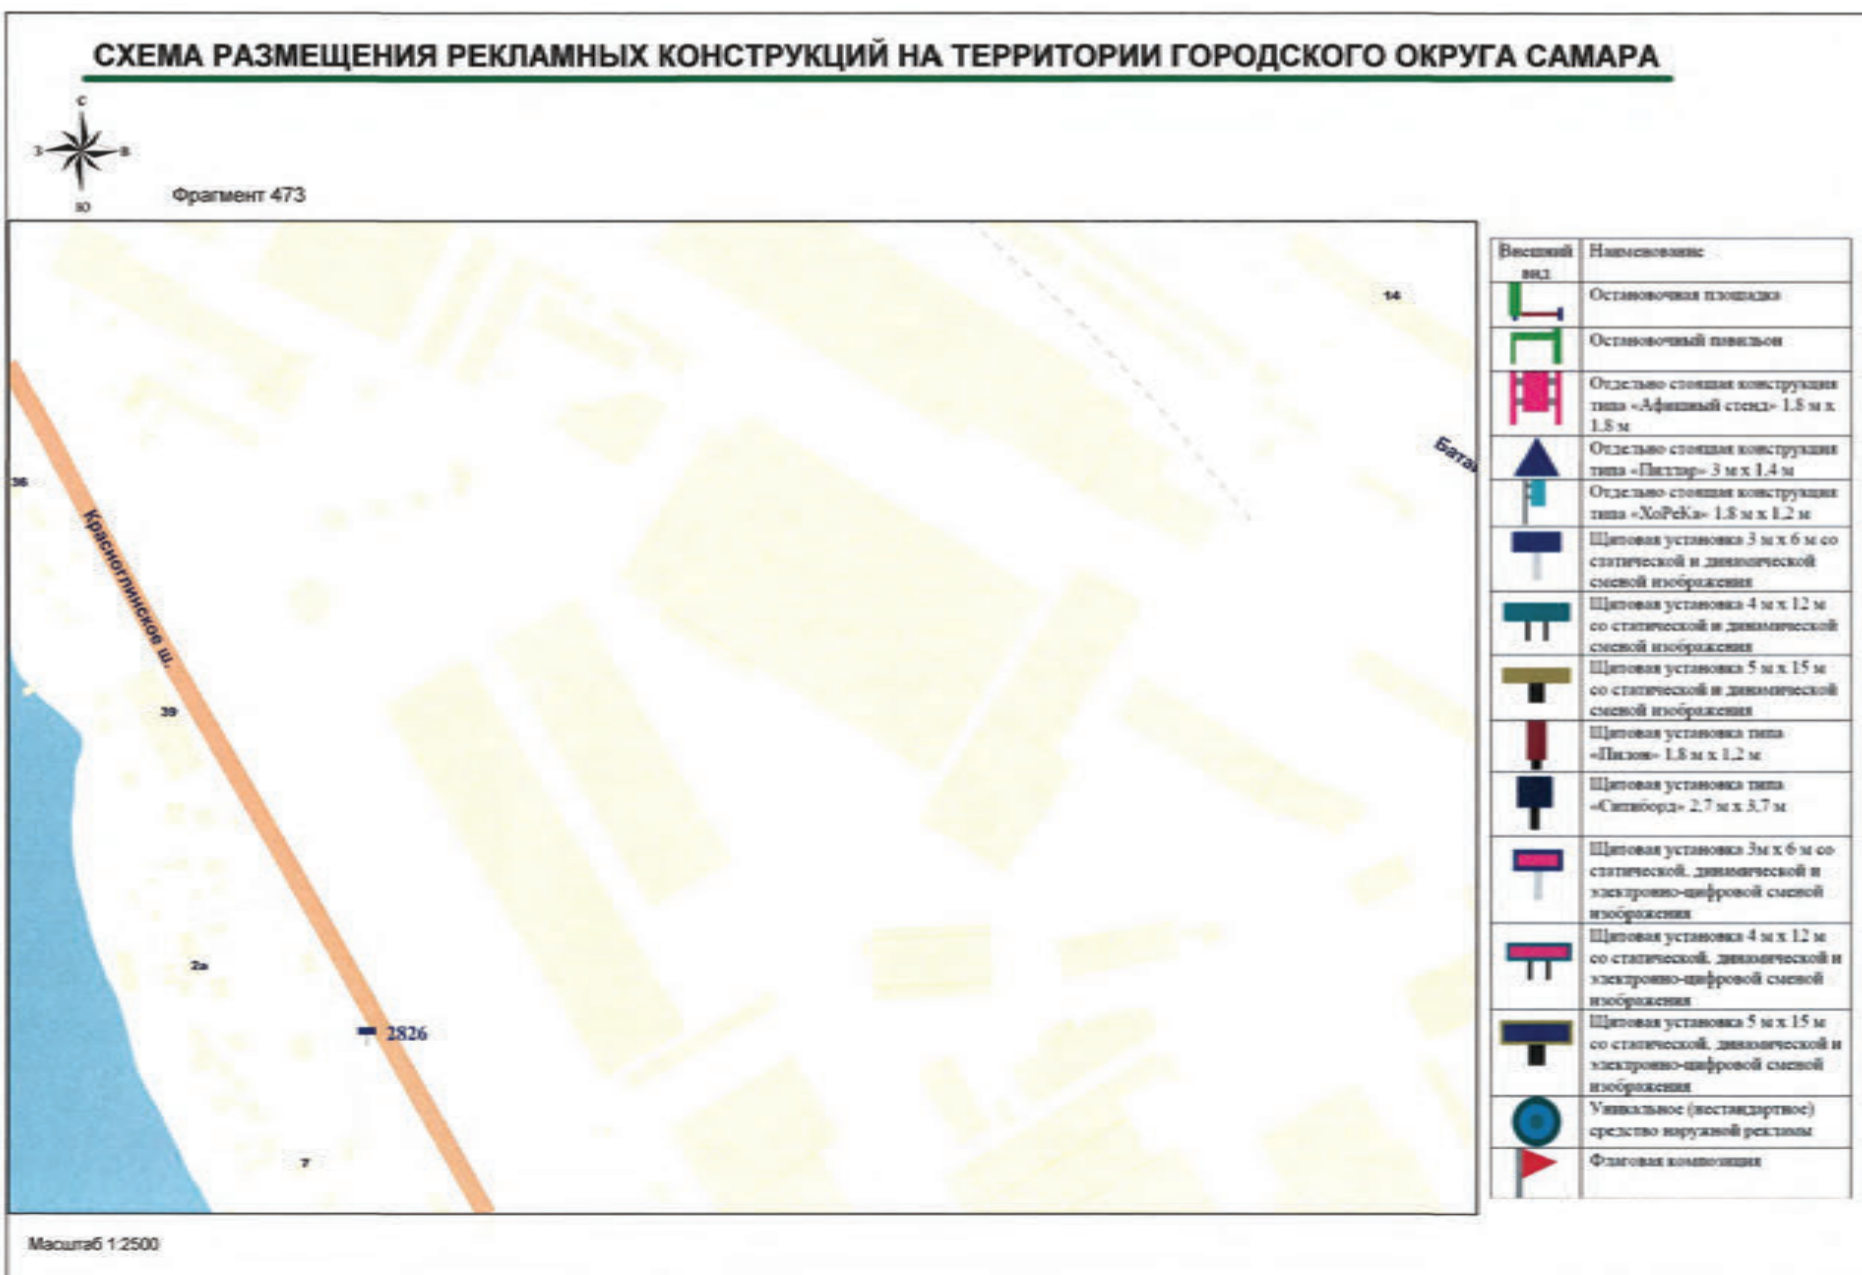 СХЕМА РАЗМЕЩЕНИЯ РЕКЛАМНЫХ КОНСТРУКЦИЙ НА ТЕРРИТОРИИ ГОРОДСКОГО ОКРУГА САМАРА
С
З
В
Ю
Фрагмент 473
14
Батай
36
Красноглинское ш.
39
2а
2826
7
Внешний
вид
Наименование
Остановочная площадка
Остановочный павильон
Отдельно стоящая конструкция
типа «Афишный стенд» 1.8 м х
1.8 м
Отдельно стоящая конструкция
типа «Пиллар» 3 м х 1,4 м
Отдельно стоящая конструкция
типа «ХоРеКа» 1.8 м х 1,2 м
Щитовая установка 3 м х 6 м со
статической и динамической
сменой изображения
Щитовая установка 4 м х 12 м
со статической и динамической
сменой изображения
Щитовая установка 5 м х 15 м
со статической и динамической
сменой изображения
Щитовая установка типа
«Пилон» 1,8 м х 1,2 м
Щитовая установка типа
«Ситиборд» 2,7 м х 3,7 м
Щитовая установка 3м х 6 м со
статической, динамической и
электронно-цифровой сменой
изображения
Щитовая установка 4 м х 12 м
со статической, динамической и
электронно-цифровой сменой
изображения
Щитовая установка 5 м х 15 м
со статической, динамической и
электронно-цифровой сменой
изображения
Уникальное (нестандартное)
средство наружной рекламы
Флаговая композиция
Масштаб 1:2500